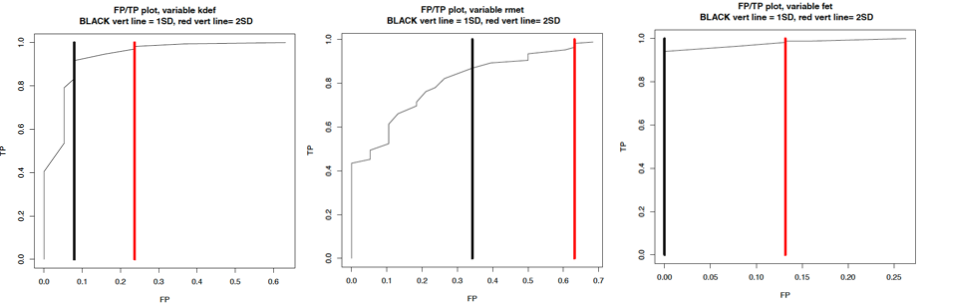 FP/TP plot, variable kdef
BLACK vert line = 1SD, red vert line= 2SD
TP
0.0 0.2 0.4 0.6 0.8 1.0
0.0 0.1 0.2 0.3 0.4 0.5 0.6
FP
FP/TP plot, variable rmet
BLACK vert line = 1SD, red vert line= 2SD
TP
0.0 0.2 0.4 0.6 0.8 1.0
0.0 0.1 0.2 0.3 0.4 0.5 0.6 0.7
FP
FP/TP plot, variable fet
BLACK vert line = 1SD, red vert line= 2SD
TP
0.0 0.2 0.4 0.6 0.8 1.0
0.00 0.05 0.10 0.15 0.20 0.25
FP